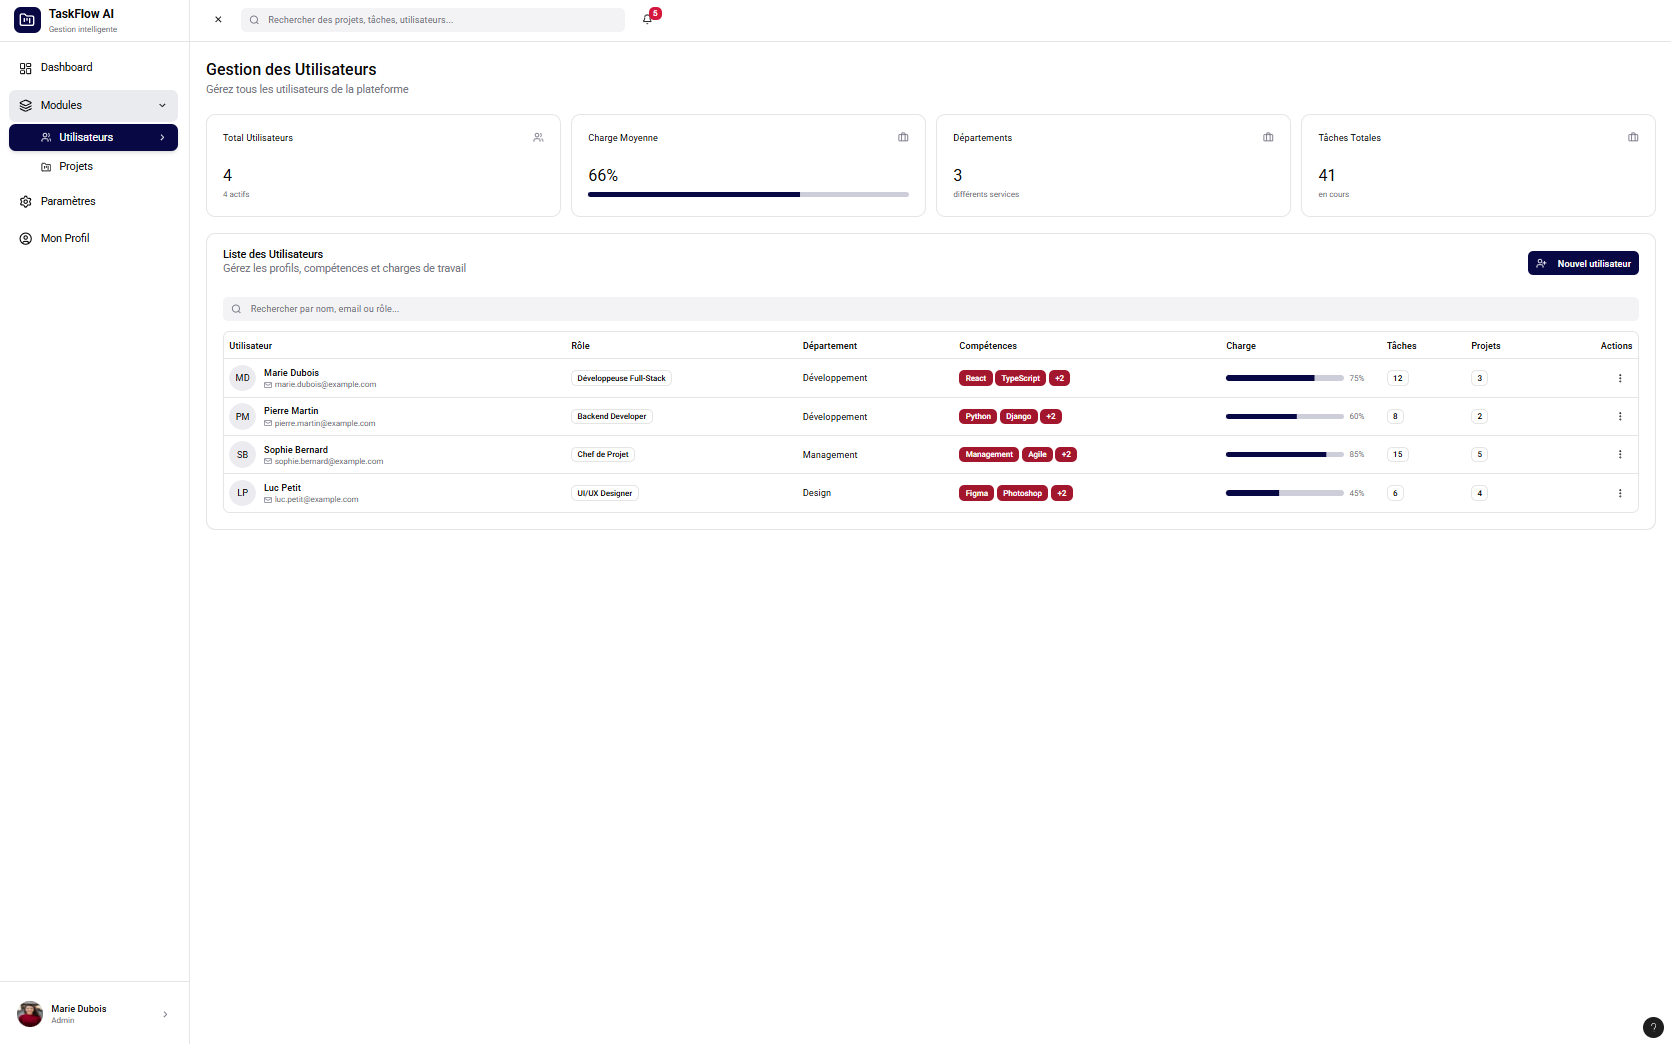 TaskFlow AI
Gestion intelligente
Rechercher des projets, tâches, utilisateurs...
5
Dashboard
Modules
Utilisateurs
Projets
Paramètres
Mon Profil
Gestion des Utilisateurs
Gérez tous les utilisateurs de la plateforme
Total Utilisateurs
4
4 actifs
Charge Moyenne
66%
Départements
3
différents services
Tâches Totales
41
en cours
Liste des Utilisateurs
Gérez les profils, compétences et charges de travail
Nouvel utilisateur
Rechercher par nom, email ou rôle...
Utilisateur Rôle Département Compétences Charge Tâches Projets Actions
MD Marie Dubois
marie.dubois@example.com
Développeuse Full-Stack Développement React TypeScript +2 75% 12 3
PM Pierre Martin
pierre.martin@example.com
Backend Developer Développement Python Django +2 60% 8 2
SB Sophie Bernard
sophie.bernard@example.com
Chef de Projet Management Management Agile +2 85% 15 5
LP Luc Petit
luc.petit@example.com
UI/UX Designer Design Figma Photoshop +2 45% 6 4
Marie Dubois
Admin
?